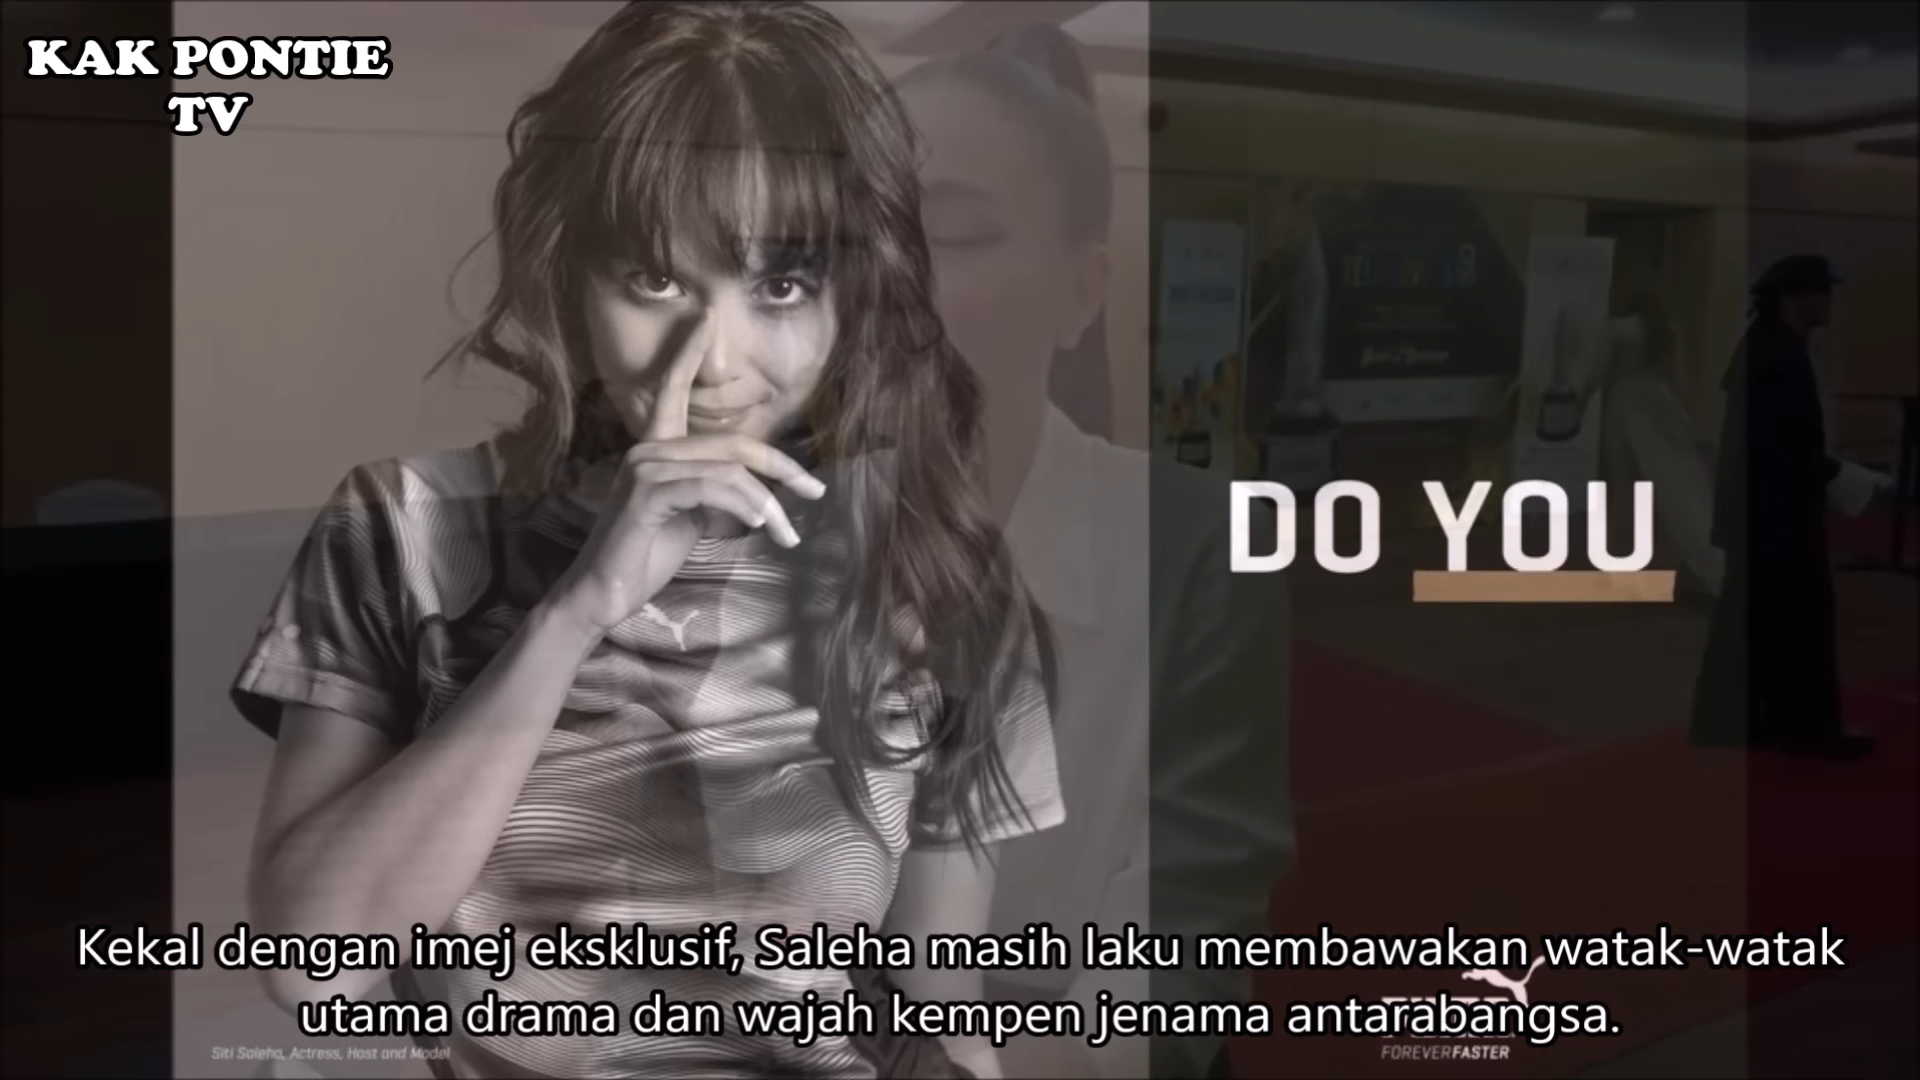 KAK PONTIE
TV
DO YOU
Kekal dengan imej eksklusif, Saleha masih laku membawakan watak-watak
utama drama dan wajah kempen jenama antarabangsa.
Siti Saleha, Actress, Host and Model
FOREVERFASTER